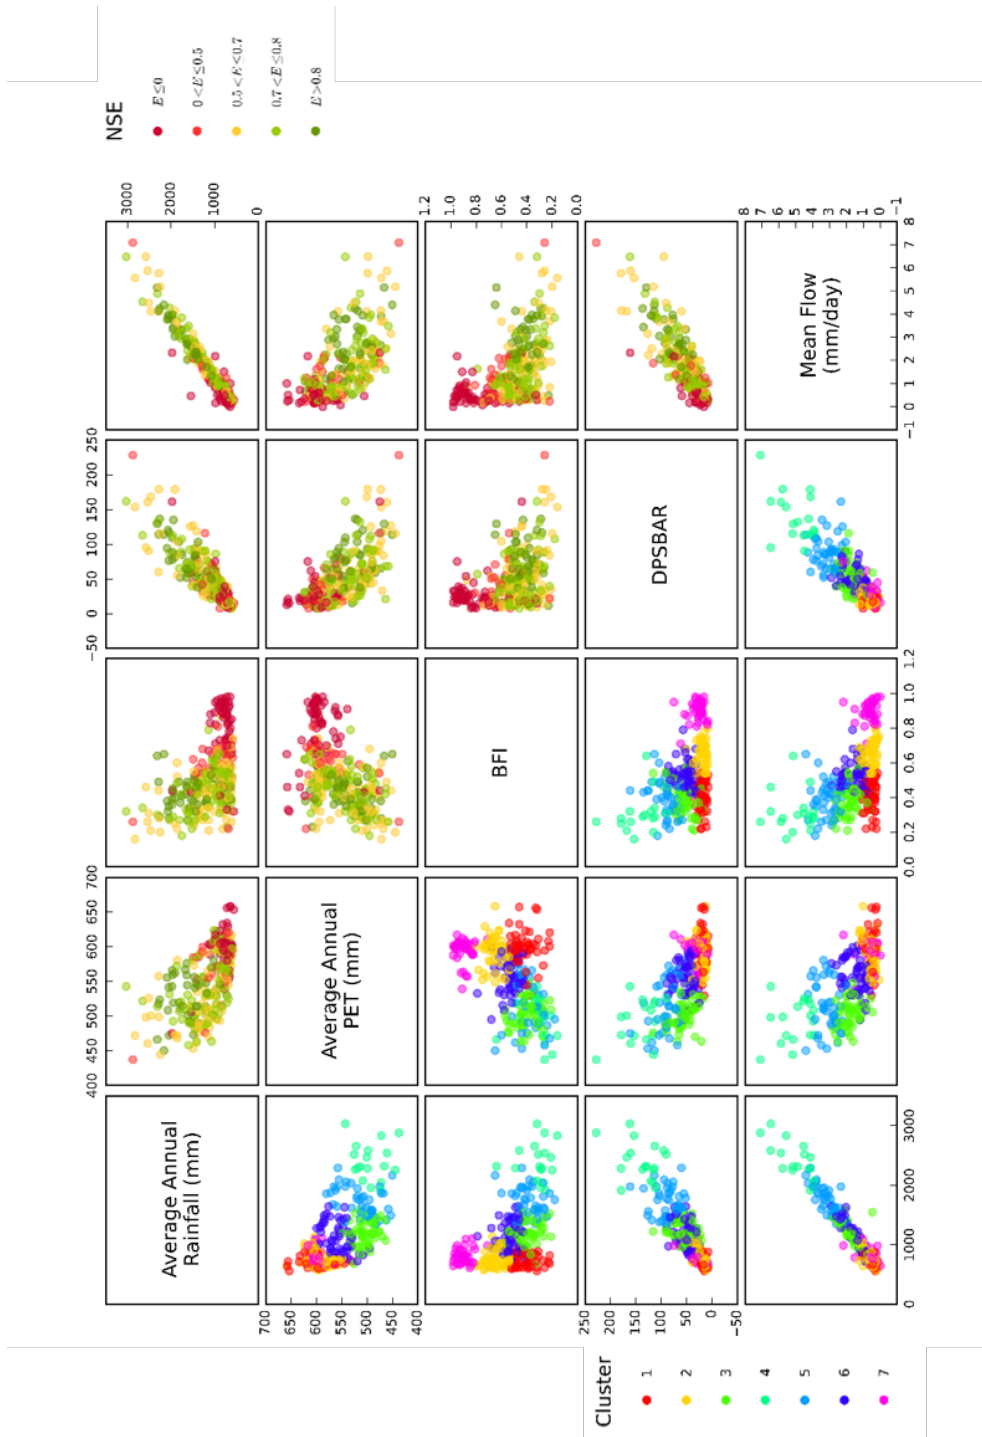 400 450 500 550 600 650 700
−50 0 50 100 150 200 250
NSE
E ≤ 0
0 < E ≤ 0.5
0.5 < E ≤ 0.7
0.7 < E ≤ 0.8
E > 0.8
Average Annual
Rainfall (mm)
3000
2000
1000
0
700
650
600
550
500
450
400
Average Annual
PET (mm)
BFI
1.2
1.0
0.8
0.6
0.4
0.2
0.0
250
200
150
100
50
0
−50
DPSBAR
Mean Flow
(mm/day)
8
7
6
5
4
3
2
1
0
−1
0 1000 2000 3000
0.0 0.2 0.4 0.6 0.8 1.0 1.2
−1 0 1 2 3 4 5 6 7 8
Cluster
1
2
3
4
5
6
7